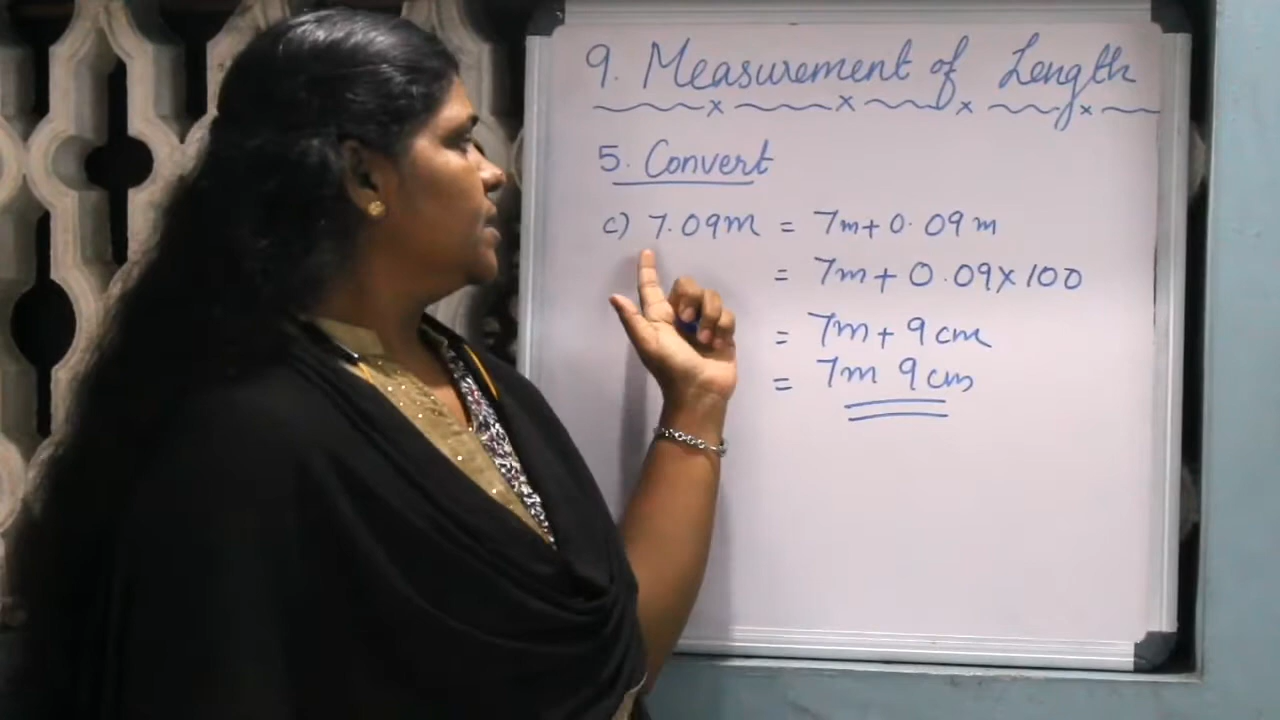 9. Measurement of Length
5. Convert
c) 7.09m = 7m + 0.09m
= 7m + 0.09 x 100
= 7m + 9 cm
= 7m 9 cm